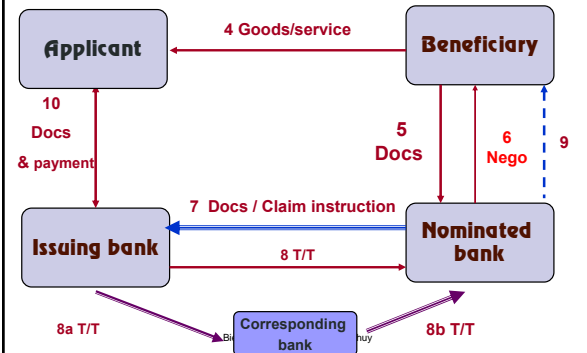 Applicant
4 Goods/service
Beneficiary
10
Docs
& payment
5
Docs
6
Nego
9
7 Docs / Claim instruction
Issuing bank
8 T/T
Nominated
bank
8a T/T
Corresponding
bank
8b T/T